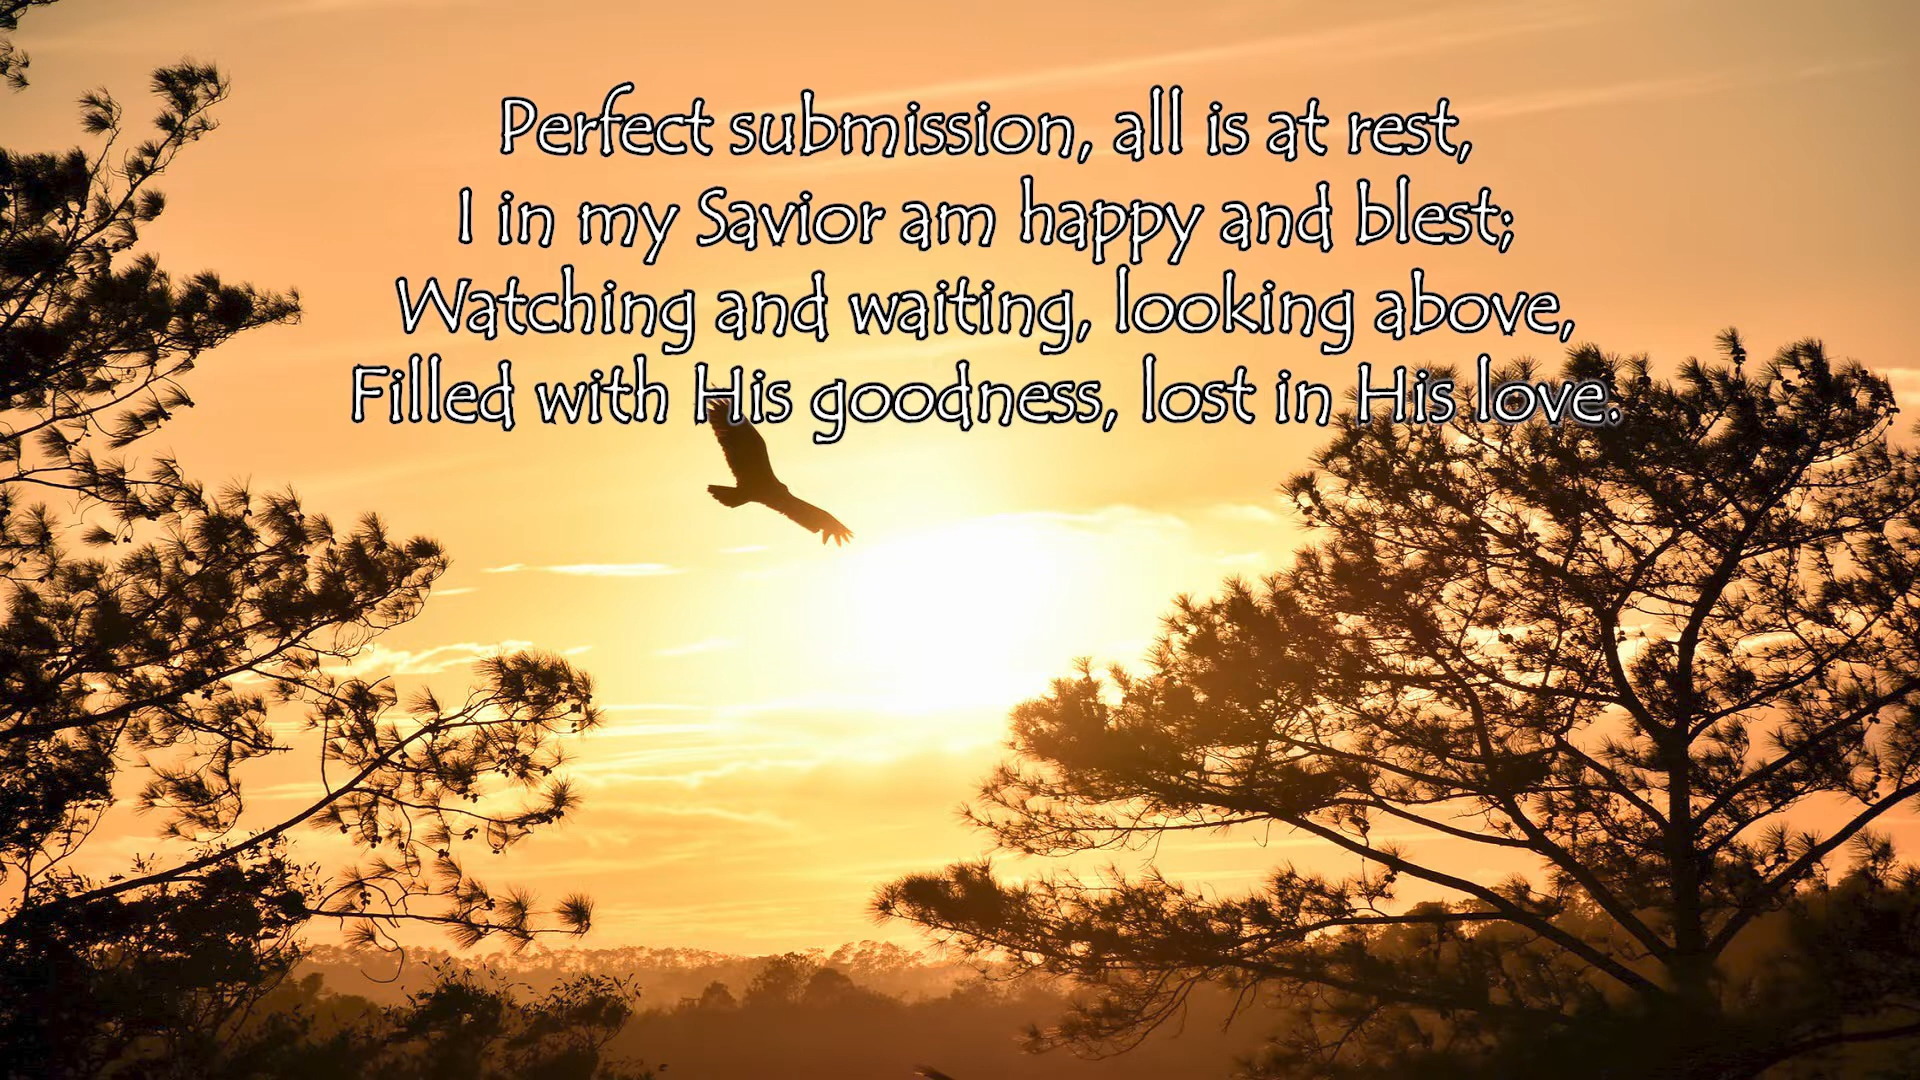 Perfect submission, all is at rest,
I in my Savior am happy and blest;
Watching and waiting, looking above,
Filled with His goodness, lost in His love.